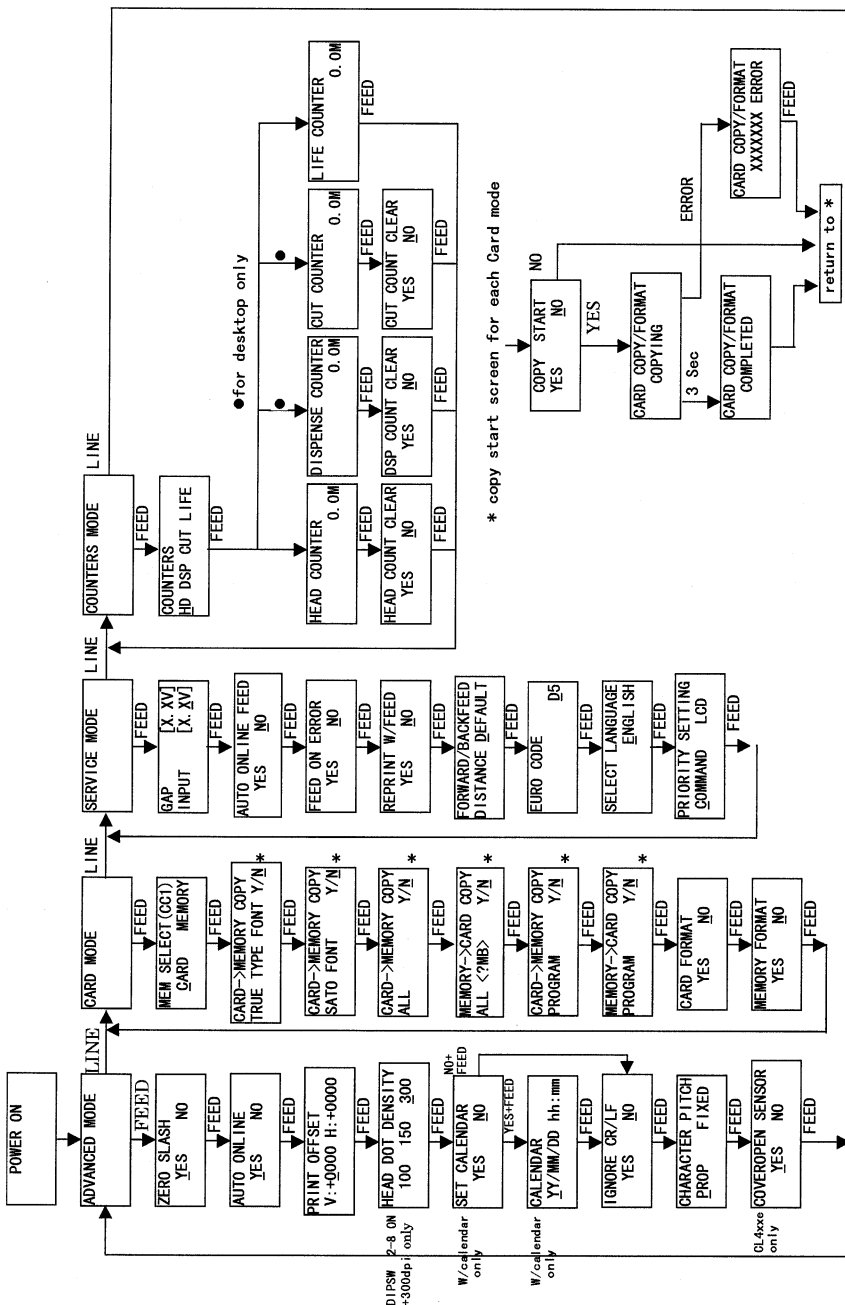 POWER ON
ADVANCED MODE
LINE
FEED
ZERO SLASH
YES NO
FEED
AUTO ONLINE
YES NO
FEED
PRINT OFFSET
V:+0000 H:+0000
FEED
DIPSW 2-8 ON
+300dpi only
HEAD DOT DENSITY
100 150 300
FEED
W/calendar
only
SET CALENDAR
YES NO
NO+
FEED
YES+FEED
W/calendar
only
CALENDAR
YY/MM/DD hh:mm
FEED
IGNORE CR/LF
YES NO
FEED
CHARACTER PITCH
PROP FIXED
FEED
CL4xxe
only
COVEROPEN SENSOR
YES NO
FEED
CARD MODE
LINE
FEED
MEM SELECT(CC1)
CARD MEMORY
FEED
CARD->MEMORY COPY
TRUE TYPE FONT Y/N
*
FEED
CARD->MEMORY COPY
SATO FONT Y/N
*
FEED
CARD->MEMORY COPY
ALL Y/N
*
FEED
MEMORY->CARD COPY
ALL <?MB> Y/N
*
FEED
CARD->MEMORY COPY
PROGRAM Y/N
*
FEED
MEMORY->CARD COPY
PROGRAM Y/N
*
FEED
CARD FORMAT
YES NO
FEED
MEMORY FORMAT
YES NO
FEED
SERVICE MODE
LINE
FEED
GAP [X.XV]
INPUT [X.XV]
FEED
AUTO ONLINE FEED
YES NO
FEED
FEED ON ERROR
YES NO
FEED
REPRINT W/FEED
YES NO
FEED
FORWARD/BACKFEED
DISTANCE DEFAULT
FEED
EURO CODE
D5
FEED
SELECT LANGUAGE
ENGLISH
FEED
PRIORITY SETTING
COMMAND LCD
FEED
COUNTERS MODE
LINE
FEED
COUNTERS
HD DSP CUT LIFE
FEED
●for desktop only
HEAD COUNTER
0.0M
FEED
HEAD COUNT CLEAR
YES NO
FEED
●
DISPENSE COUNTER
0.0M
FEED
DSP COUNT CLEAR
YES NO
FEED
●
CUT COUNTER
0.0M
FEED
CUT COUNT CLEAR
YES NO
FEED
LIFE COUNTER
0.0M
FEED
* copy start screen for each Card mode
COPY START
YES NO
NO
YES
CARD COPY/FORMAT
COPYING
3 Sec
ERROR
CARD COPY/FORMAT
COMPLETED
CARD COPY/FORMAT
XXXXXXX ERROR
FEED
return to *